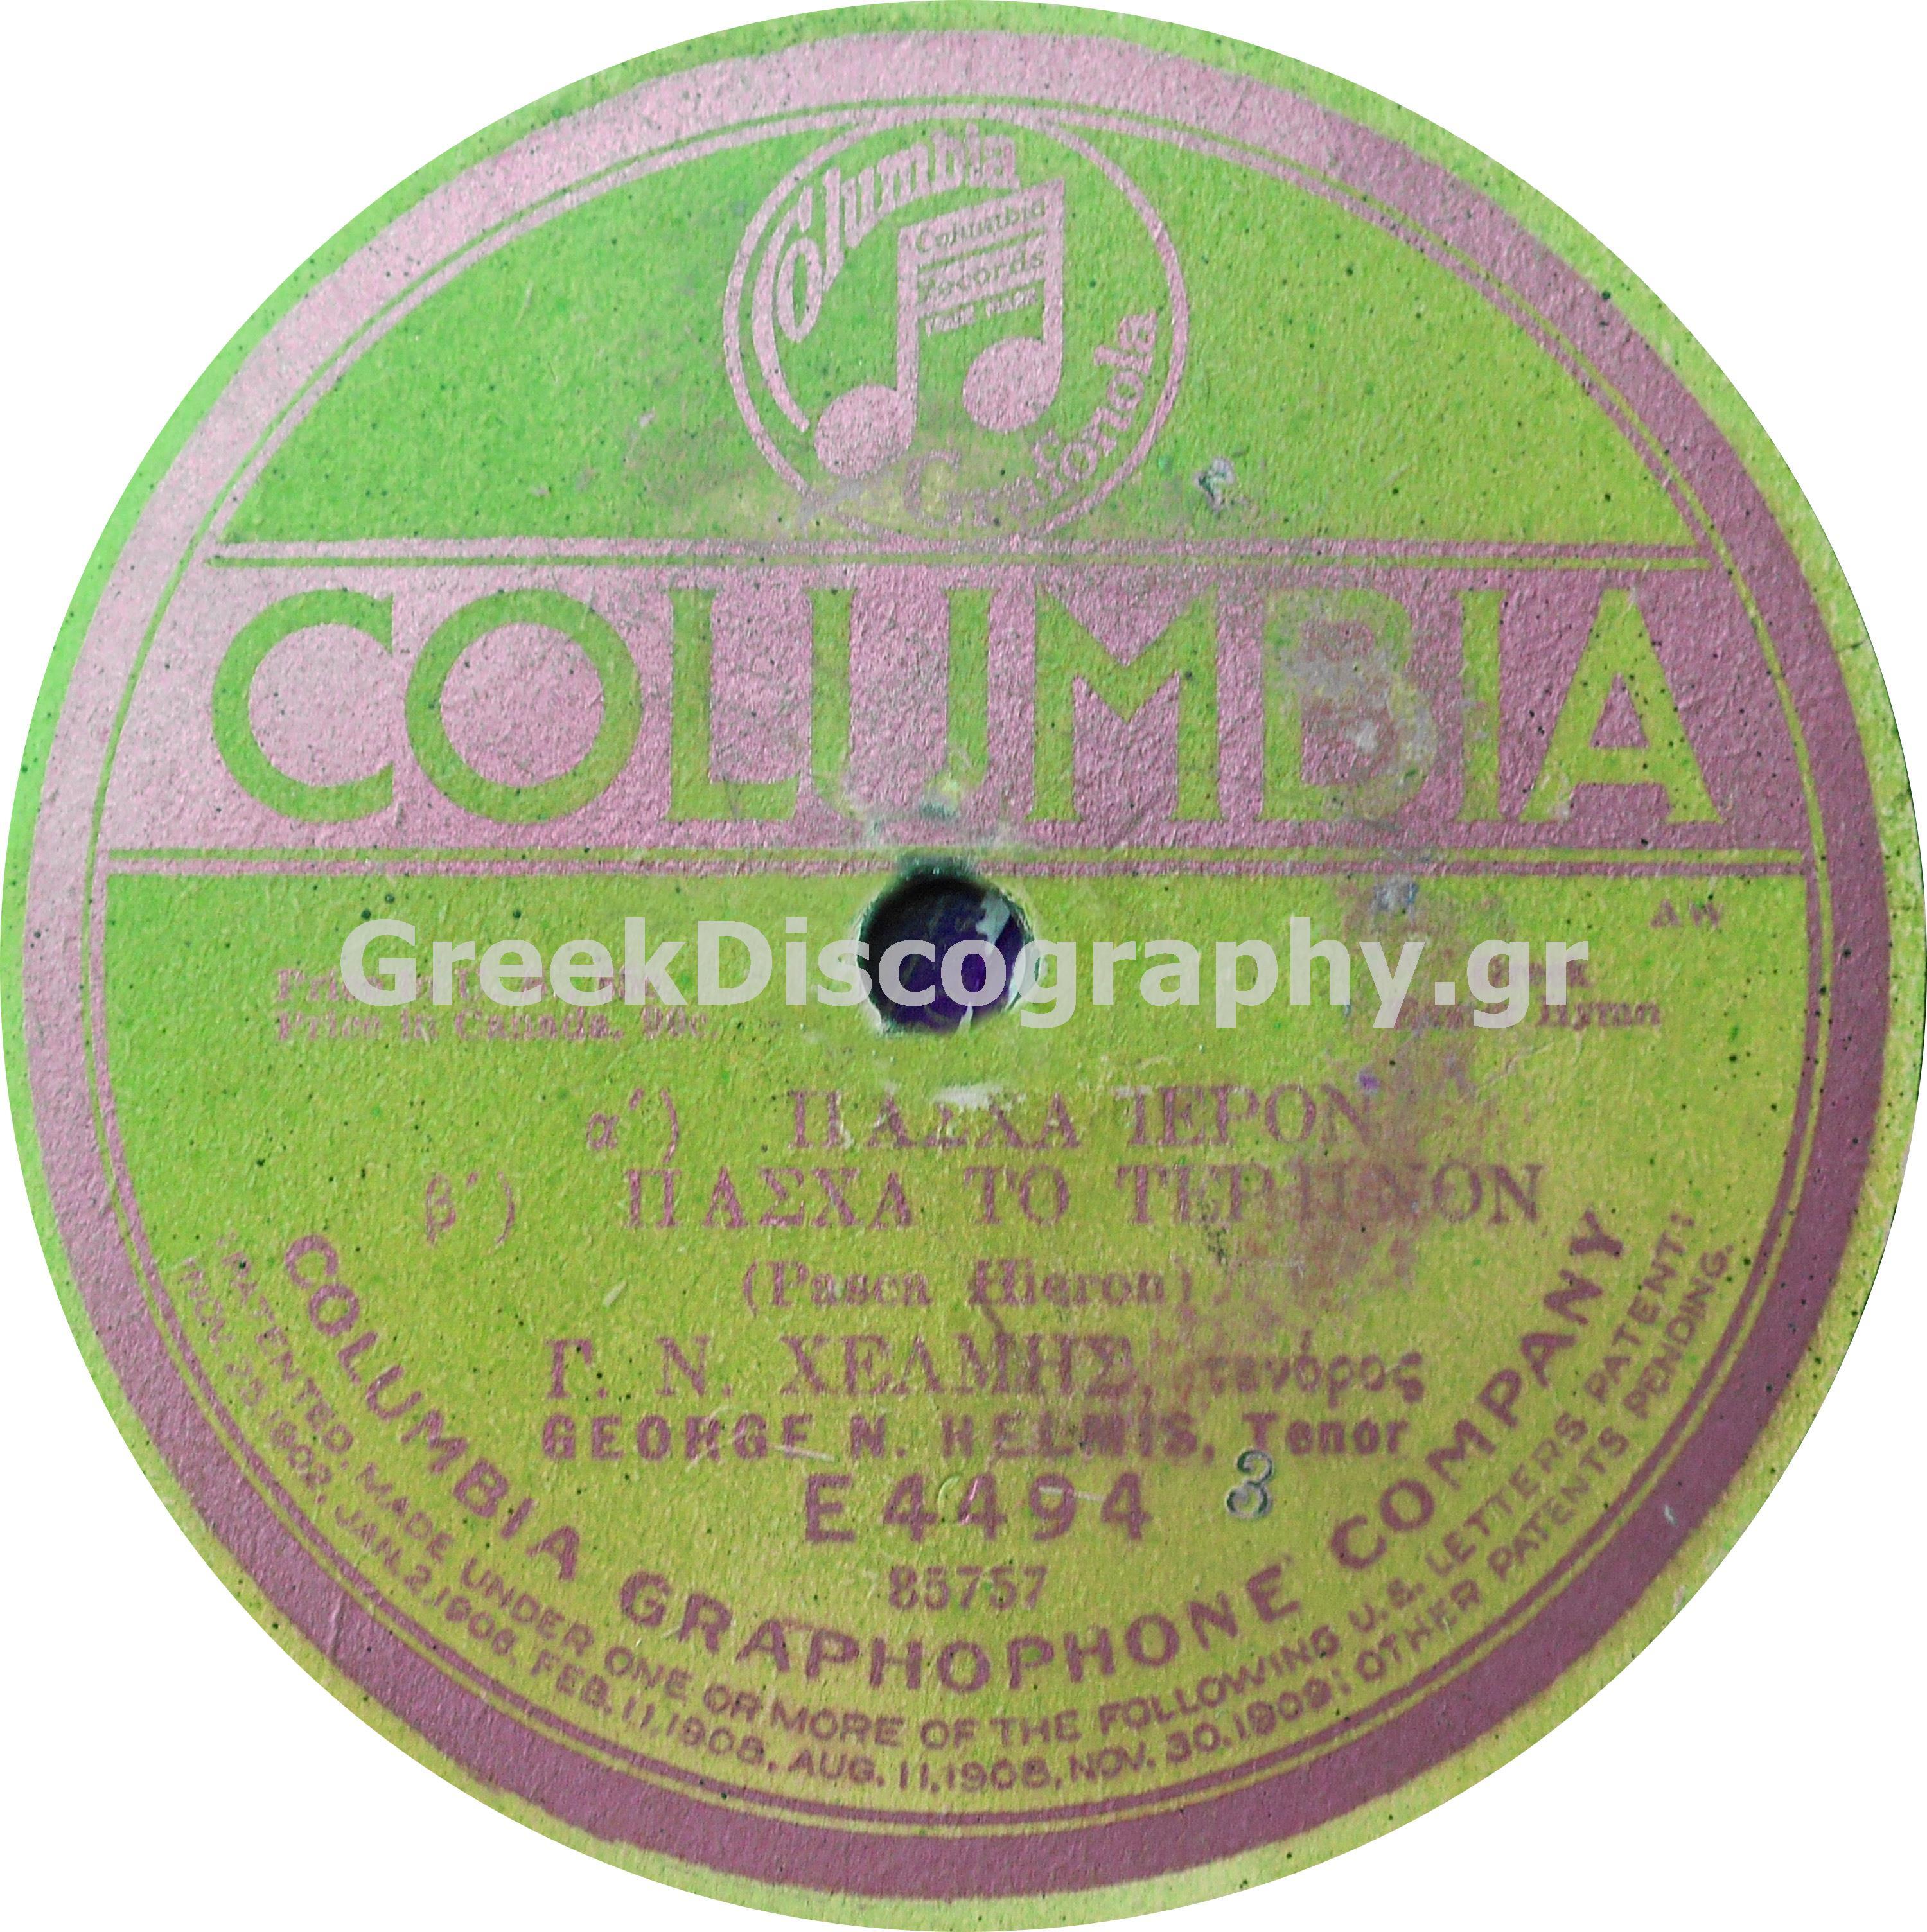 Columbia
Columbia
Records
Grafonola
COLUMBIA
GreekDiscography.gr
Price in Canada, 90c
Hymn
α΄) ΠΑΣΧΑ ΙΕΡΟΝ
β΄) ΠΑΣΧΑ ΤΟ ΤΕΡΠΝΟΝ
(Pasca Hieron)
Γ. Ν. ΧΕΛΜΗΣ, τενόρος
GEORGE N. HELMIS, Tenor
E4494 3
85757
COLUMBIA GRAPHOPHONE COMPANY
PATENTED, MADE UNDER ONE OR MORE OF THE FOLLOWING U.S. LETTERS PATENT:
NOV. 25, 1902, JAN. 2, 1906, FEB. 11, 1908, AUG. 11, 1908, NOV. 30, 1909; OTHER PATENTS PENDING.